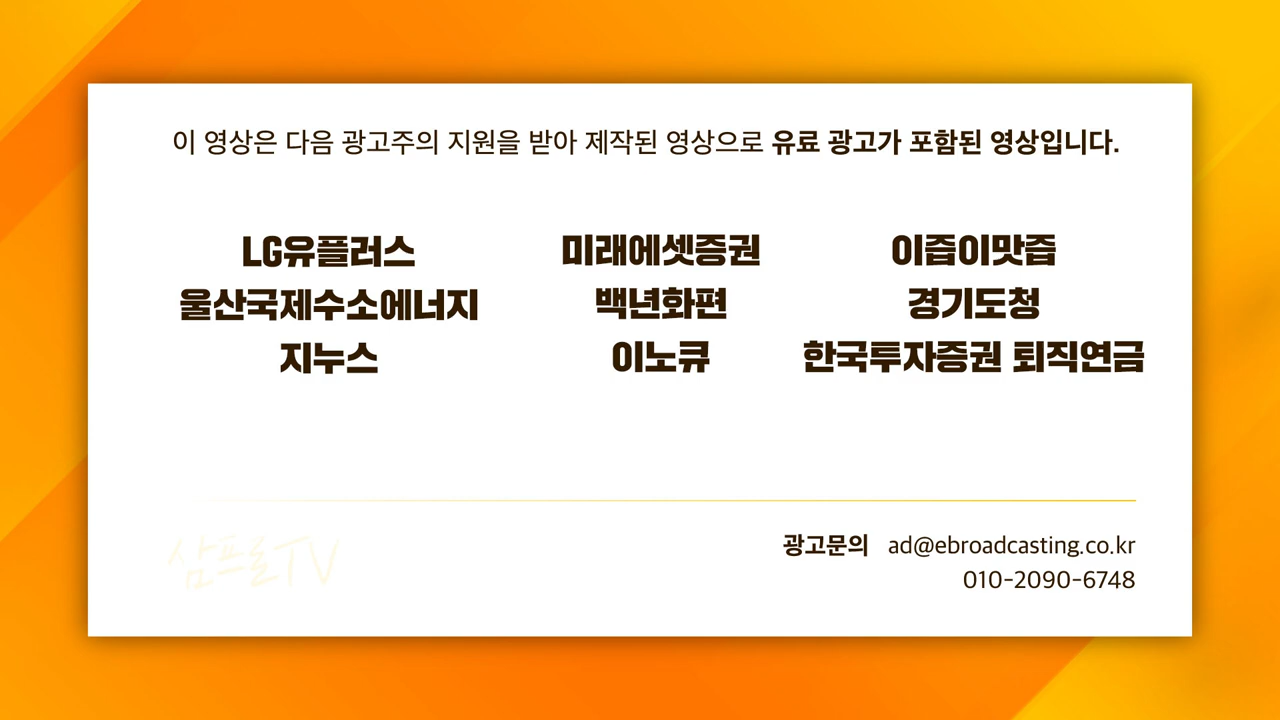 이 영상은 다음 광고주의 지원을 받아 제작된 영상으로 유료 광고가 포함된 영상입니다.
LG유플러스 미래에셋증권 이즙이맛즙
울산국제수소에너지 백년화편 경기도청
지누스 이노큐 한국투자증권 퇴직연금
삼프로TV
광고문의 ad@ebroadcasting.co.kr
010-2090-6748